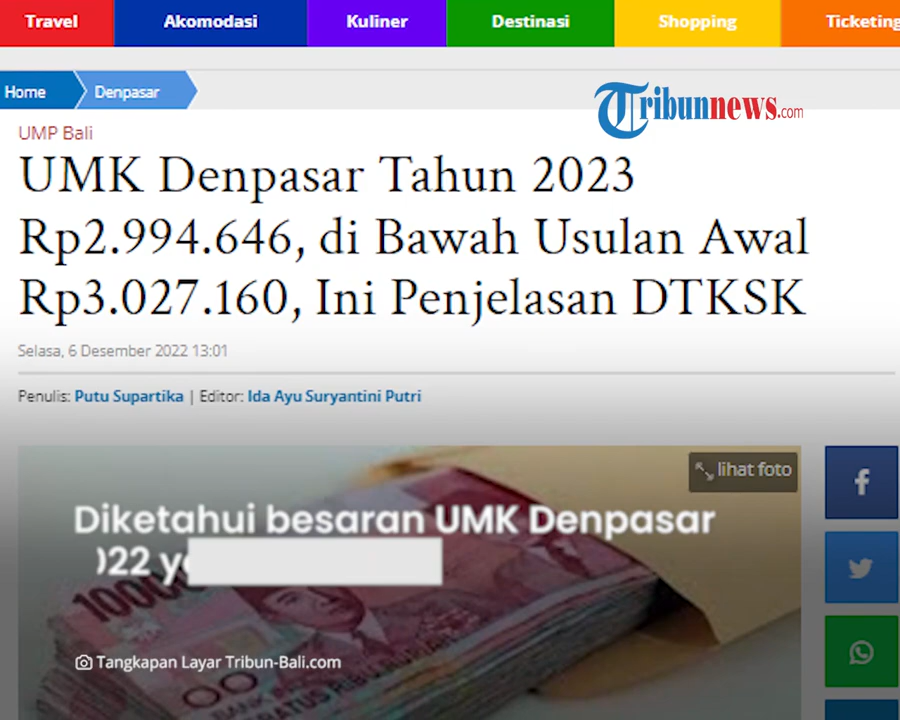 Travel
Akomodasi
Kuliner
Destinasi
Shopping
Ticketing
Home
Denpasar
Tribunnews.com
UMP Bali
UMK Denpasar Tahun 2023
Rp2.994.646, di Bawah Usulan Awal
Rp3.027.160, Ini Penjelasan DTKSK
Selasa, 6 Desember 2022 13:01
Penulis: Putu Supartika | Editor: Ida Ayu Suryantini Putri
lihat foto
Diketahui besaran UMK Denpasar
Tangkapan Layar Tribun-Bali.com